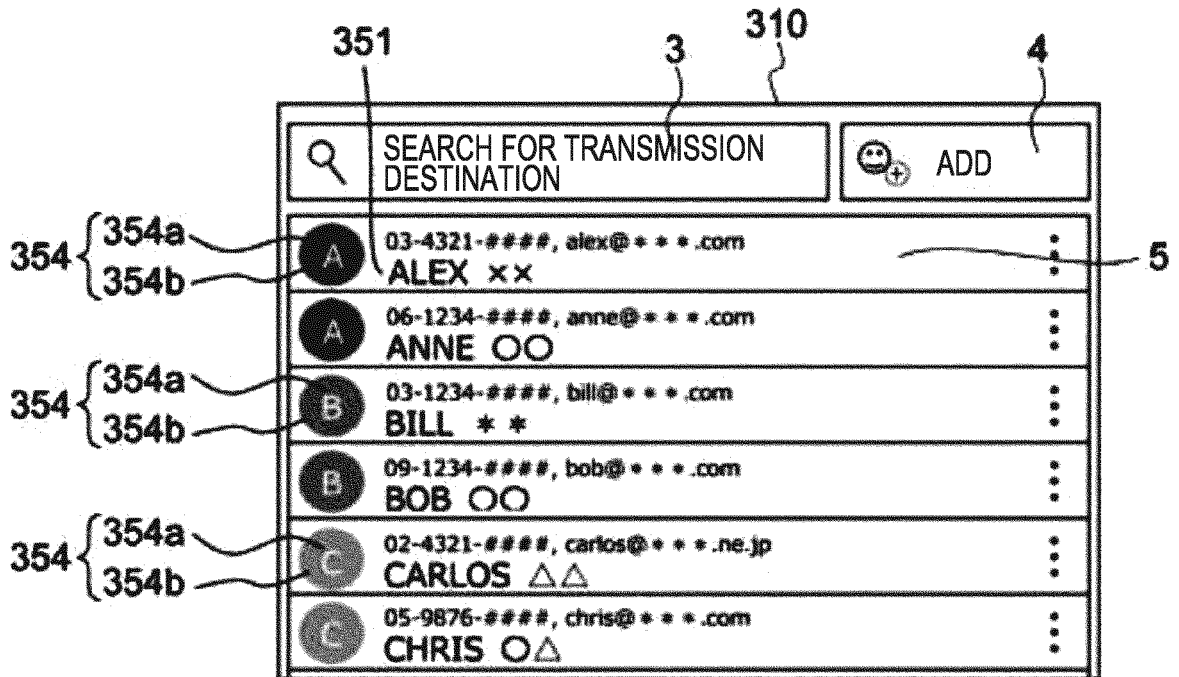 310
351
3
4
SEARCH FOR TRANSMISSION
DESTINATION
ADD
354 { 354a
354b
A
03-4321-####, alex@***.com
ALEX ××
5
A
06-1234-####, anne@***.com
ANNE ○○
354 { 354a
354b
B
03-1234-####, bill@***.com
BILL **
B
09-1234-####, bob@***.com
BOB ○○
354 { 354a
354b
C
02-4321-####, carlos@***.ne.jp
CARLOS △△
C
05-9876-####, chris@***.com
CHRIS ○△